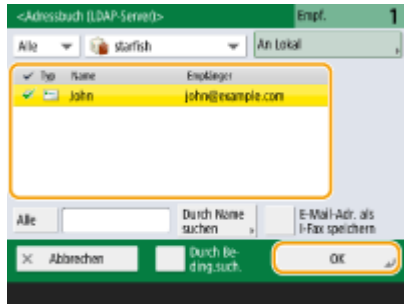 <Adressbuch (LDAP-Server)> Empf. 1
Alle starfish An Lokal
Typ Name Empfänger
John john@example.com
Alle Durch Name suchen E-Mail-Adr. als I-Fax speichern
Abbrechen Durch Be-ding.such. OK